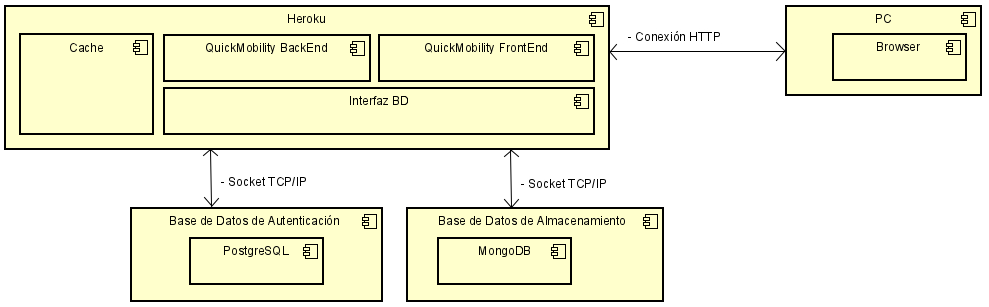 Heroku
PC
Cache
QuickMobility BackEnd
QuickMobility FrontEnd
- Conexión HTTP
Browser
Interfaz BD
- Socket TCP/IP
- Socket TCP/IP
Base de Datos de Autenticación
Base de Datos de Almacenamiento
PostgreSQL
MongoDB